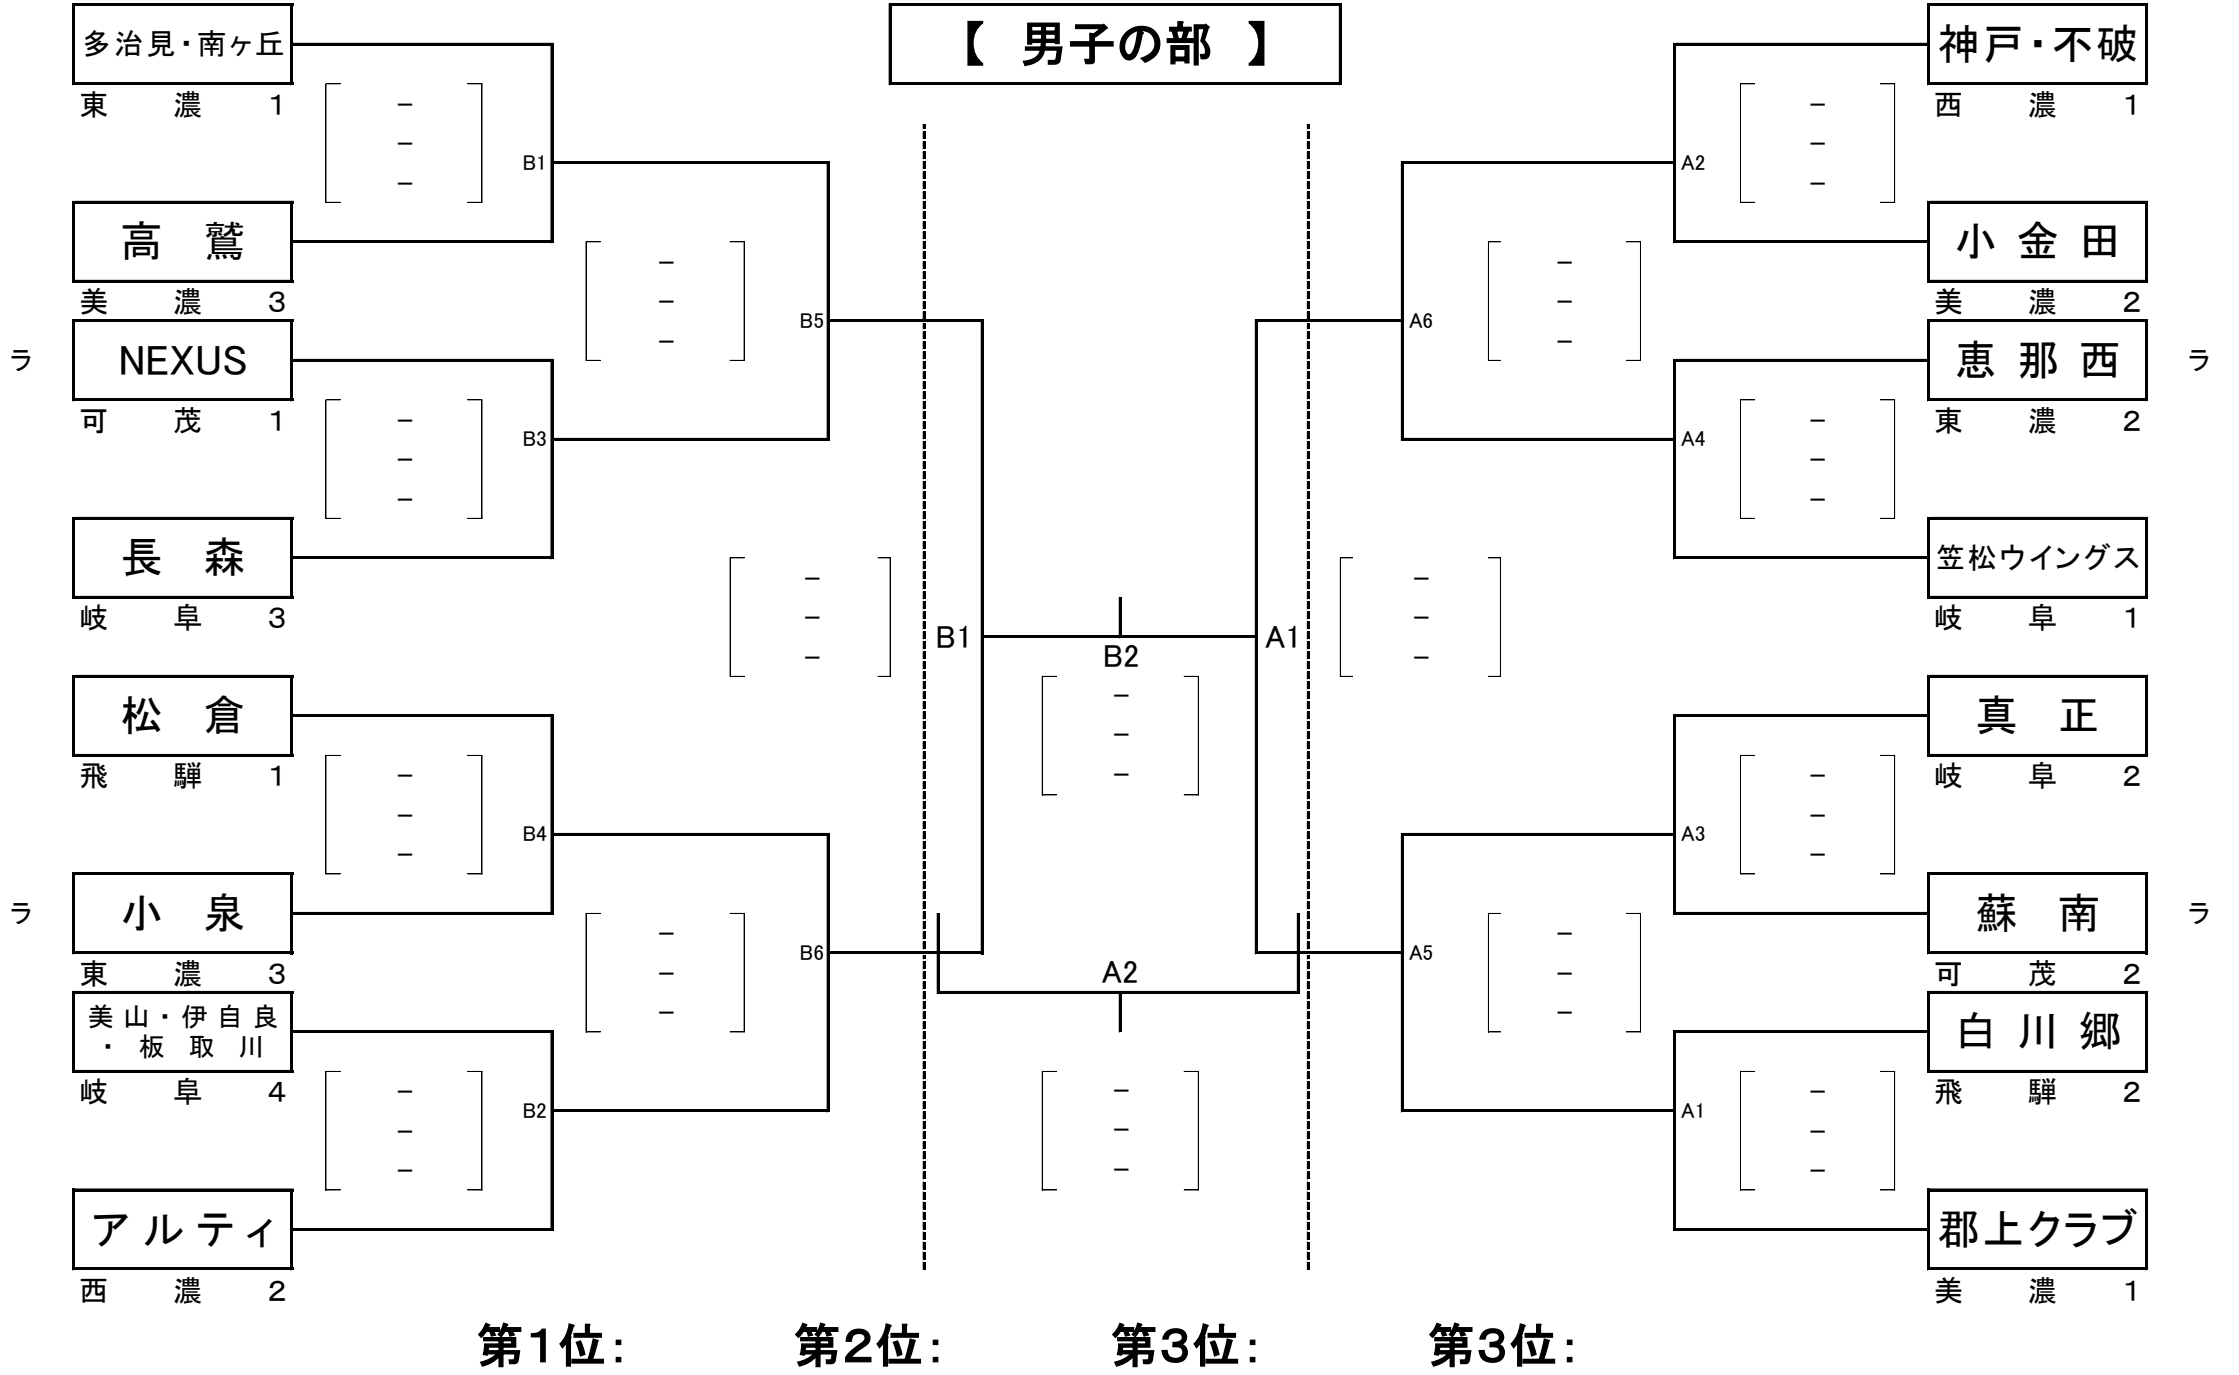 【 男子の部 】
多治見・南ヶ丘
東 濃 1
B1
高 鷲
美 濃 3
B5
ラ
NEXUS
可 茂 1
B3
長 森
岐 阜 3
B1
松 倉
飛 騨 1
B4
ラ
小 泉
東 濃 3
B6
美山・伊自良
・板取川
岐 阜 4
B2
アルティ
西 濃 2
B2
A2
神戸・不破
西 濃 1
A2
小金田
美 濃 2
A6
恵那西
ラ
東 濃 2
A4
笠松ウイングス
岐 阜 1
A1
真 正
岐 阜 2
A3
蘇 南
ラ
可 茂 2
A5
白川郷
飛 騨 2
A1
郡上クラブ
美 濃 1
第1位: 第2位: 第3位: 第3位: